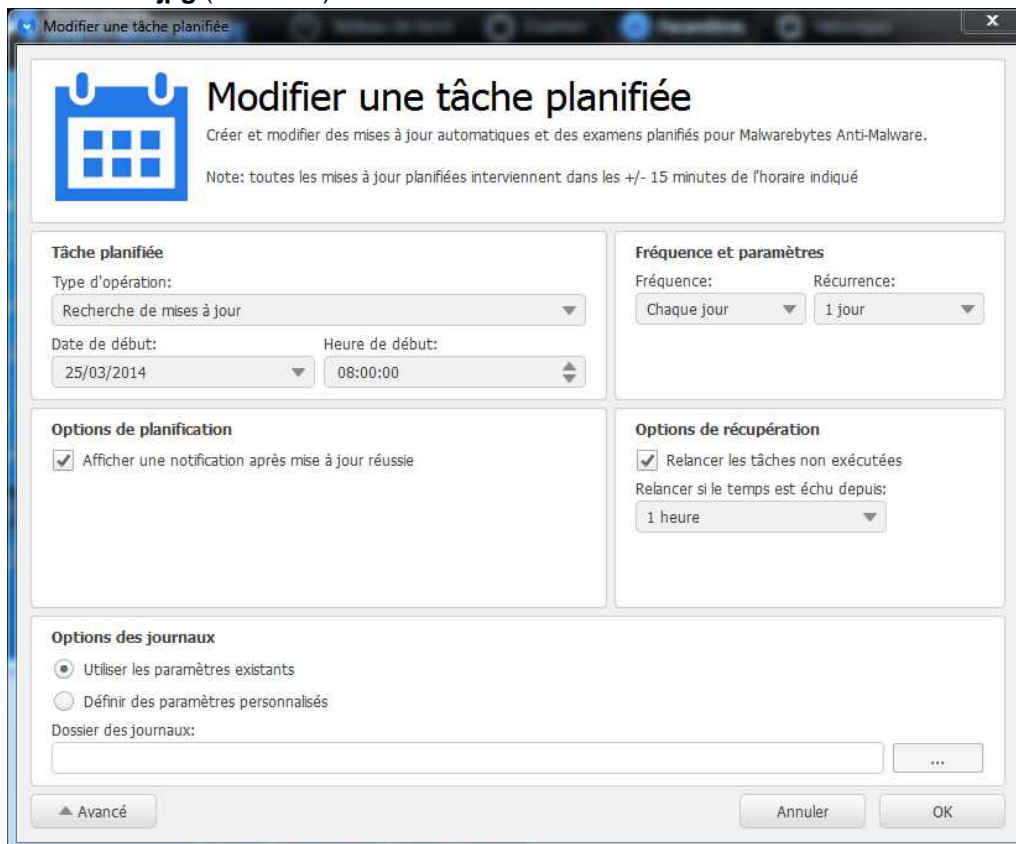 Modifier une tâche planifiée
Modifier une tâche planifiée
Créer et modifier des mises à jour automatiques et des examens planifiés pour Malwarebytes Anti-Malware.
Note: toutes les mises à jour planifiées interviennent dans les +/- 15 minutes de l'horaire indiqué
Tâche planifiée
Type d'opération:
Recherche de mises à jour
Date de début:
Heure de début:
25/03/2014
08:00:00
Fréquence et paramètres
Fréquence:
Récurrence:
Chaque jour
1 jour
Options de planification
Afficher une notification après mise à jour réussie
Options de récupération
Relancer les tâches non exécutées
Relancer si le temps est échu depuis:
1 heure
Options des journaux
Utiliser les paramètres existants
Définir des paramètres personnalisés
Dossier des journaux:
...
Avancé
Annuler
OK